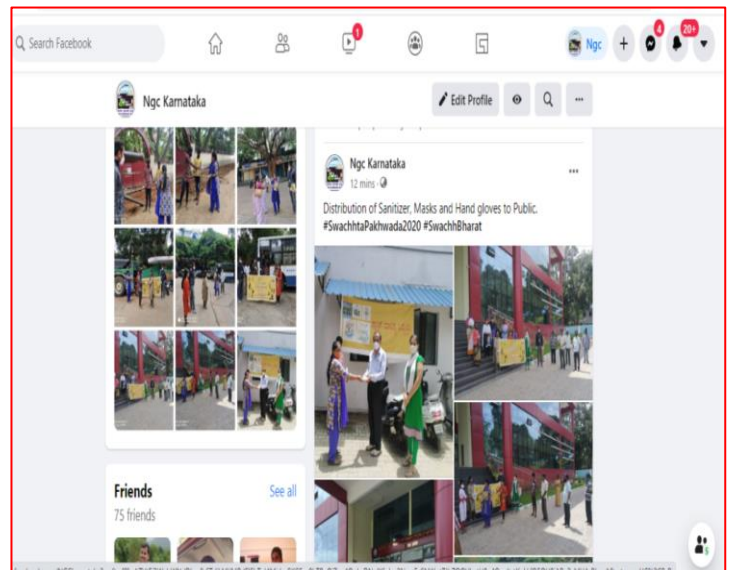 Search Facebook
1
Ngc
4
20+
Ngc Karnataka
Edit Profile
Ngc Karnataka
12 mins ·
Distribution of Sanitizer, Masks and Hand gloves to Public.
#SwachhtaPakhwada2020 #SwachhBharat
Friends
See all
75 friends